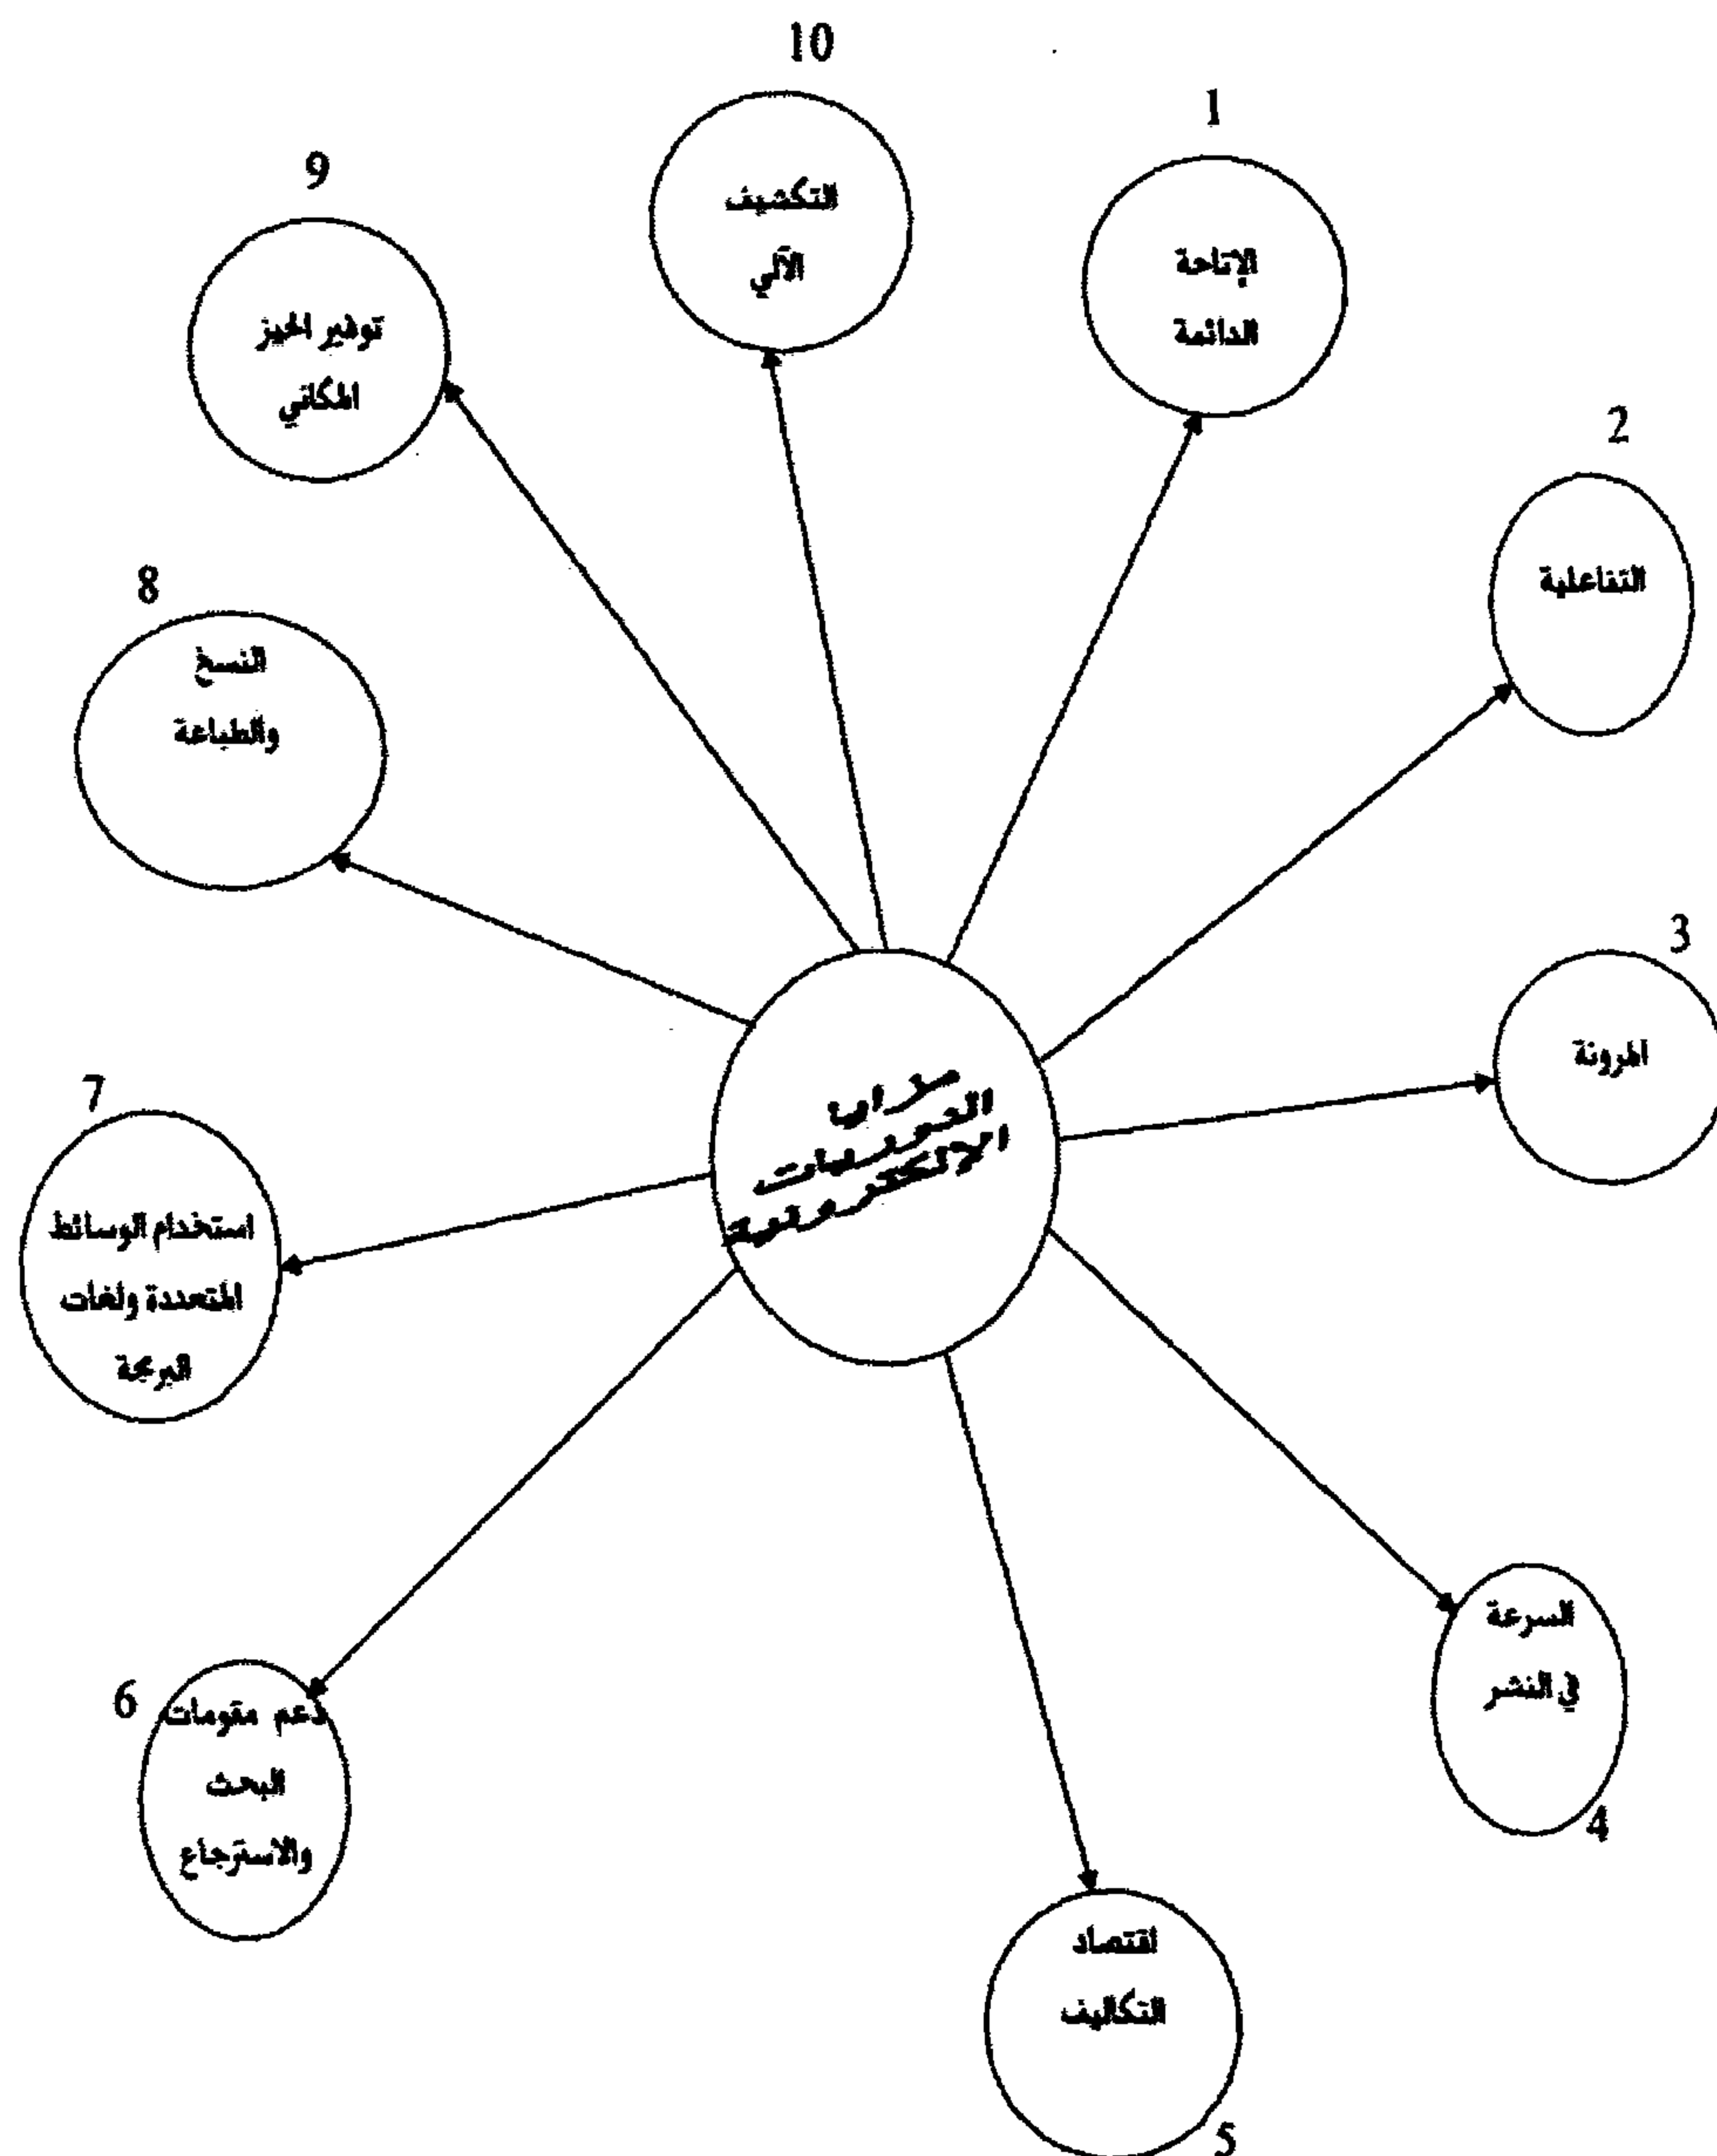 10
التكشيف
الآلي
1
الإتاحة
الدائمة
2
التفاعلية
3
المرونة
4
السرعة
في النشر
5
اقتصاد
التكاليف
6
دعم مقومات
البحث
والاسترجاع
7
استخدام الوسائط
المتعددة ولغات
البرمجة
8
النسخ
والطباعة
9
توفير الحيز
المكاني
الإلكترونية